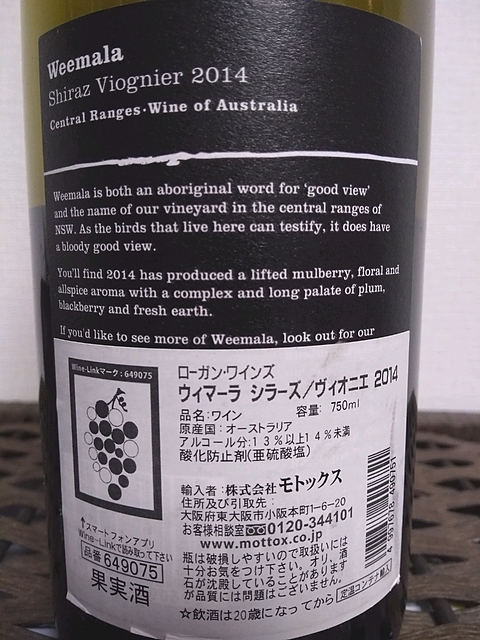 Weemala
Shiraz Viognier 2014
Central Ranges·Wine of Australia
Weemala is both an aboriginal word for 'good view'
and the name of our vineyard in the central ranges of
NSW. As the birds that live here can testify, it does have
a bloody good view.
You'll find 2014 has produced a lifted mulberry, floral and
allspice aroma with a complex and long palate of plum,
blackberry and fresh earth.
If you'd like to see more of Weemala, look out for our
Wine-Linkマーク：649075
ローガン・ワインズ
ウィマーラ シラーズ／ヴィオニエ 2014
品名：ワイン 容量：750ml
原産国：オーストラリア
アルコール分：１３％以上１４％未満
酸化防止剤(亜硫酸塩)
輸入者：株式会社モトックス
住所及び引取先：
大阪府東大阪市小阪本町1-6-20
お客様相談室 0120-344101
www.mottox.co.jp
瓶は破損しやすいので取扱いには
十分お気をつけ下さい。オリ、酒
石が沈殿していることがあります
が品質には問題はございません。
↑スマートフォンアプリ
Wine-Linkで読み取って下さい
品番 649075
果実酒
☆飲酒は20歳になってから 定温コンテナ輸入